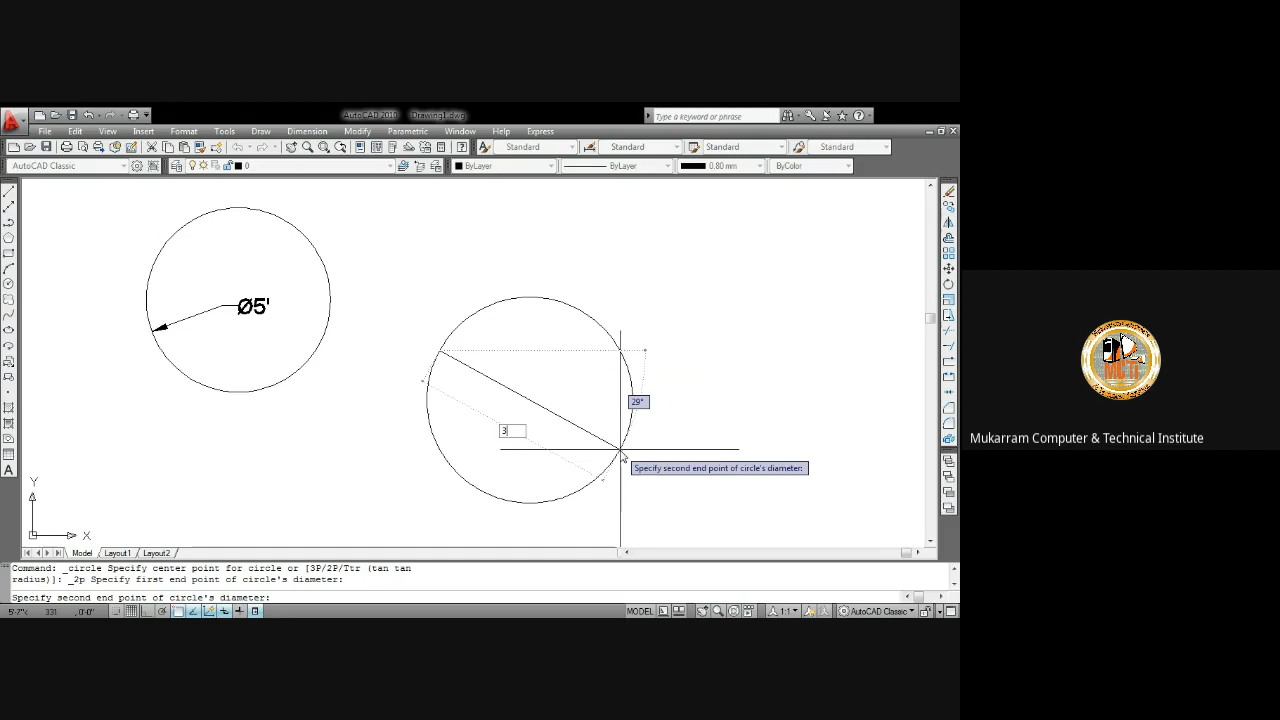 AutoCAD 2010 Drawing1.dwg
Type a keyword or phrase
File Edit View Insert Format Tools Draw Dimension Modify Parametric Window Help Express
Standard Standard Standard Standard
AutoCAD Classic 0 ByLayer ByLayer 0.80 mm ByColor
Ø5'
29°
3
Specify second end point of circle's diameter:
Y
X
Model Layout1 Layout2
Command: _circle Specify center point for circle or [3P/2P/Ttr (tan tan
radius)]: _2p Specify first end point of circle's diameter:
Specify second end point of circle's diameter:
MODEL 1:1 AutoCAD Classic
A
MCTI
Mukarram Computer & Technical Institute